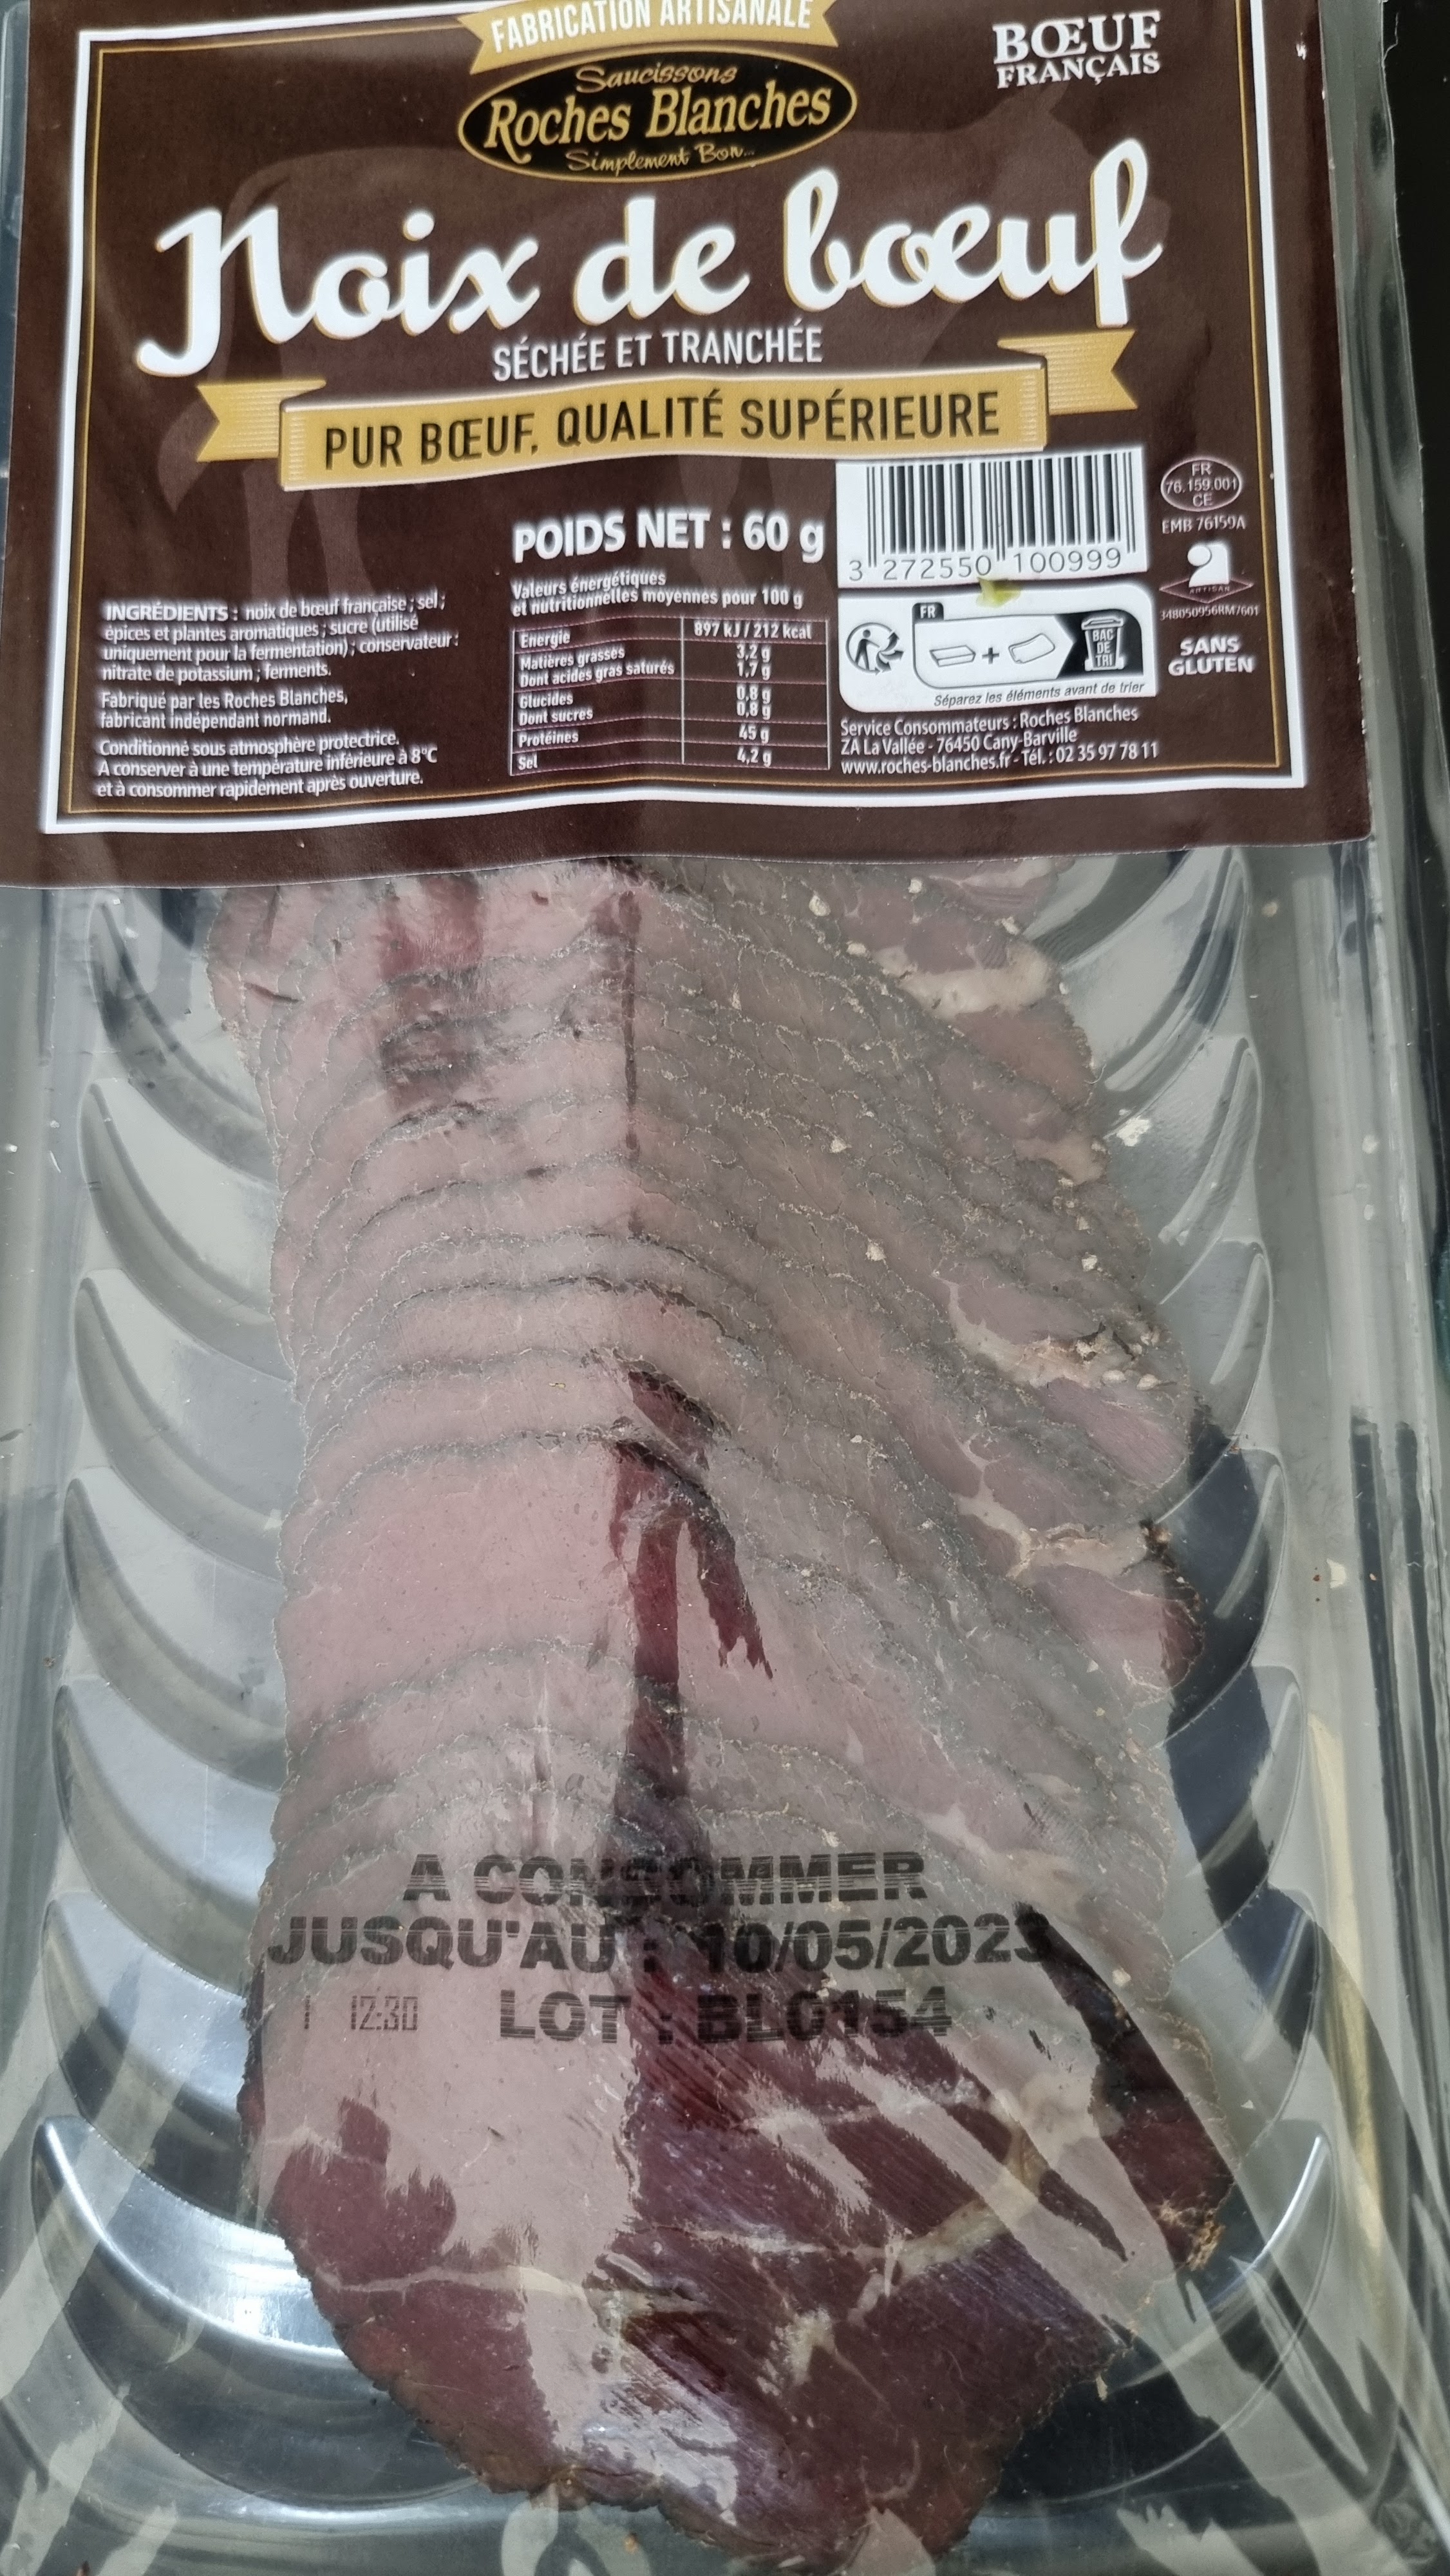 FABRICATION ARTISANALE
BŒUF
FRANÇAIS
Saucissons
Roches Blanches
Simplement Bon...
Noix de bœuf
SÉCHÉE ET TRANCHÉE
PUR BŒUF, QUALITÉ SUPÉRIEURE
POIDS NET : 60 g
3 272550 100999
FR
76.159.001
CE
EMB 76159A
ARTISAN
348050956RM7601
SANS
GLUTEN
INGRÉDIENTS : noix de bœuf française ; sel ;
épices et plantes aromatiques ; sucre (utilisé
uniquement pour la fermentation) ; conservateur :
nitrate de potassium ; ferments.
Fabriqué par les Roches Blanches,
fabricant indépendant normand.
Conditionné sous atmosphère protectrice.
A conserver à une température inférieure à 8°C
et à consommer rapidement après ouverture.
Valeurs énergétiques
et nutritionnelles moyennes pour 100 g
Energie 897 kJ / 212 kcal
Matières grasses 3,2 g
Dont acides gras saturés 1,7 g
Glucides 0,8 g
Dont sucres 0,8 g
Protéines 45 g
Sel 4,2 g
FR
+
BAC
DE
TRI
Séparez les éléments avant de trier
Service Consommateurs : Roches Blanches
ZA La Vallée - 76450 Cany-Barville
www.roches-blanches.fr - Tél. : 02 35 97 78 11
A CONSOMMER
JUSQU'AU : 10/05/2023
1 12:30 LOT : BL0154